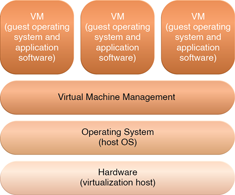 VM
(guest operating
system and
application
software)
VM
(guest operating
system and
application
software)
VM
(guest operating
system and
application
software)
Virtual Machine Management
Operating System
(host OS)
Hardware
(virtualization host)